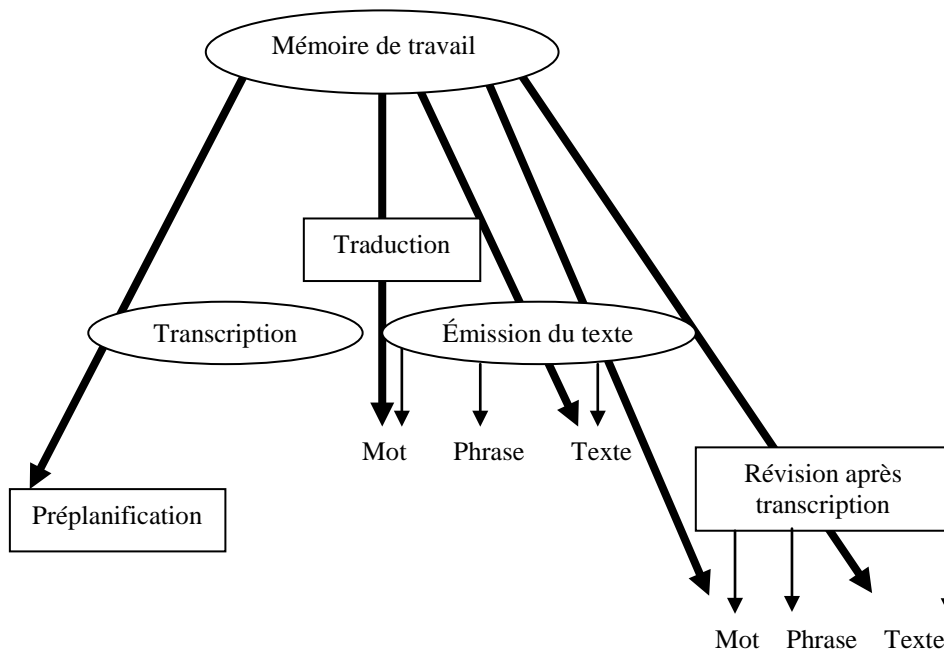 Mémoire de travail
Traduction
Transcription
Émission du texte
Mot Phrase Texte
Révision après
transcription
Préplanification
Mot Phrase Texte